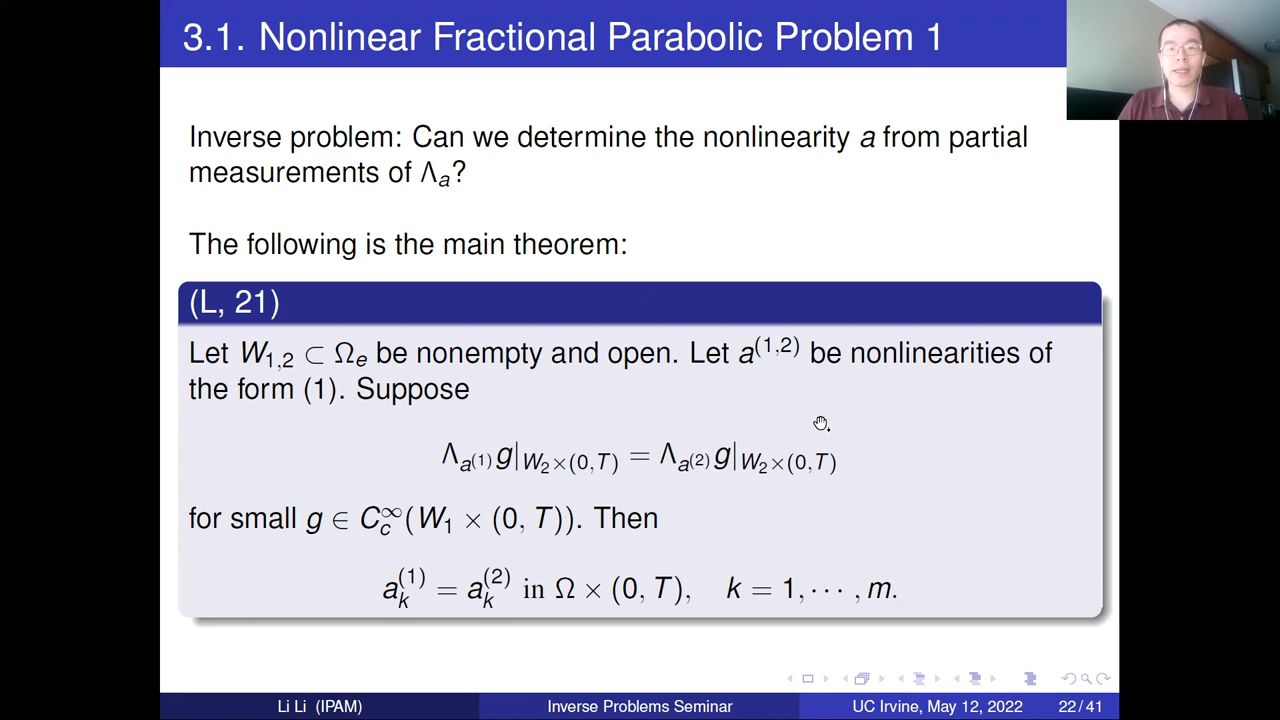 3.1. Nonlinear Fractional Parabolic Problem 1
Inverse problem: Can we determine the nonlinearity a from partial
measurements of Λ_a?
The following is the main theorem:
(L, 21)
Let W_{1,2} ⊂ Ω_e be nonempty and open. Let a^{(1,2)} be nonlinearities of
the form (1). Suppose
Λ_{a^{(1)}} g|_{W_2×(0,T)} = Λ_{a^{(2)}} g|_{W_2×(0,T)}
for small g ∈ C_c^∞(W_1 × (0, T)). Then
a_k^{(1)} = a_k^{(2)} in Ω × (0, T), k = 1, ⋯ , m.
Li Li (IPAM) Inverse Problems Seminar UC Irvine, May 12, 2022 22 / 41